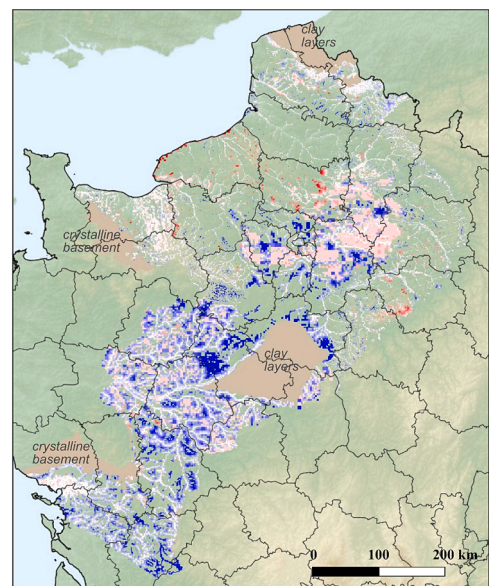 clay
layers
crystalline
basement
clay
layers
crystalline
basement
0 100 200 km